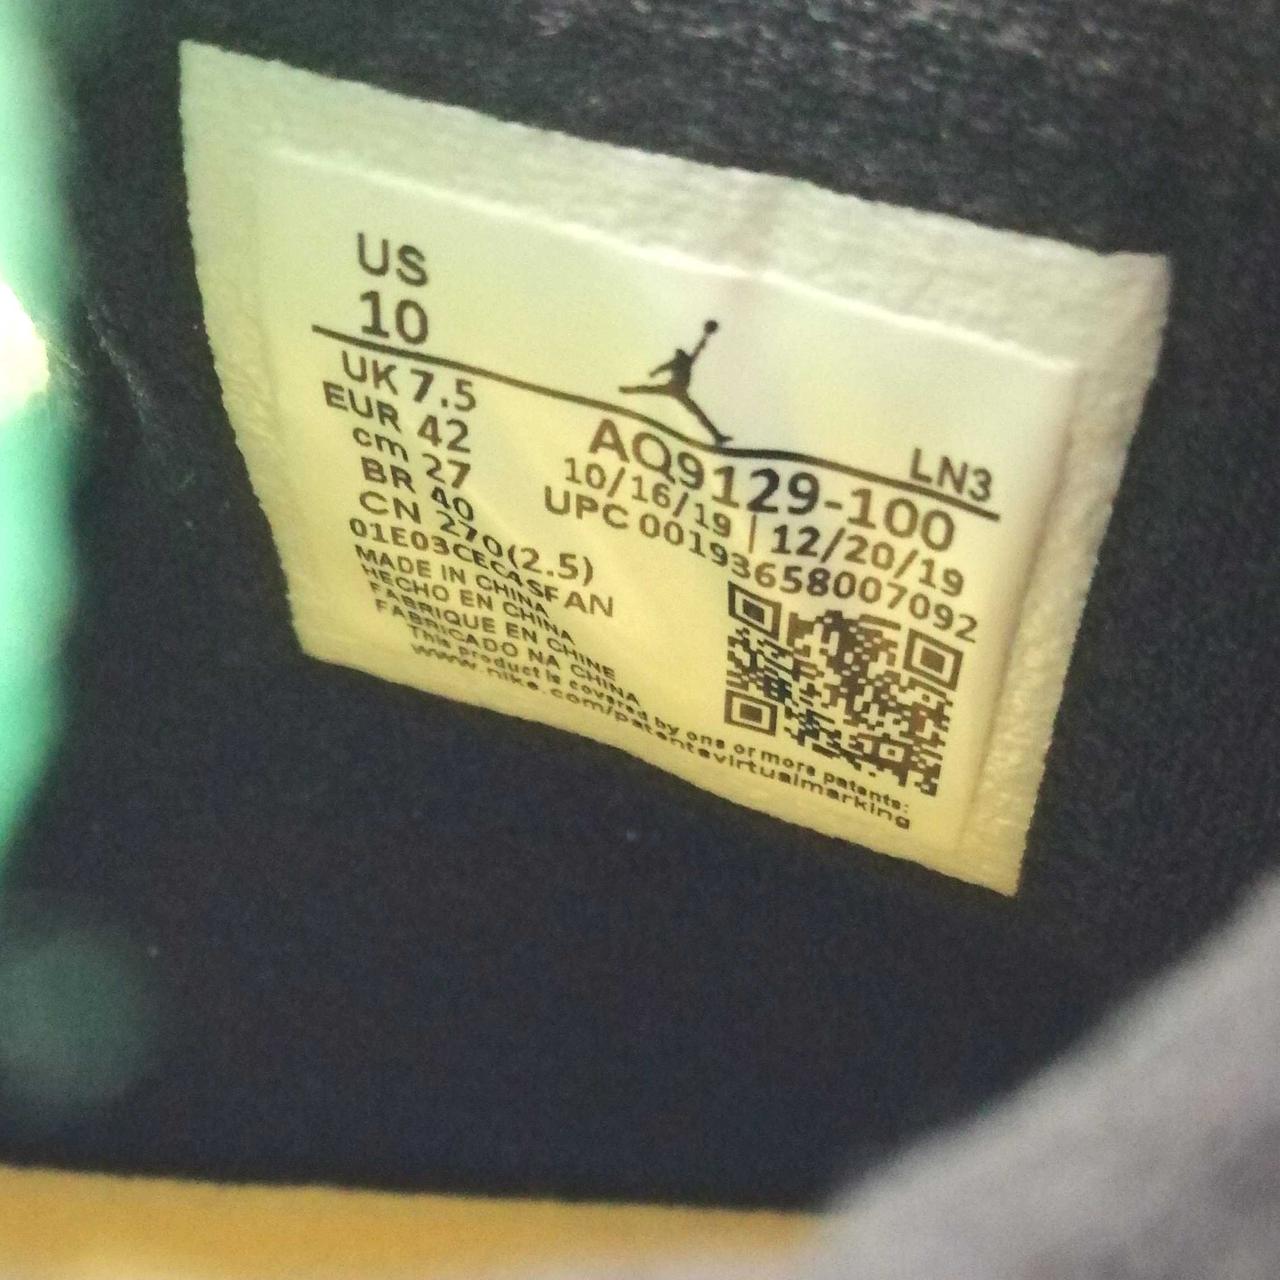 US
10
UK 7.5
EUR 42
cm 27
BR 40
CN 270(2.5)
01E03CECASFAN
MADE IN CHINA
HECHO EN CHINA
FABRIQUE EN CHINE
FABRICADO NA CHINA
This product is covered by one or more patents:
www.nike.com/patentsvirtualmarking
LN3
AQ9129-100
10/16/19 | 12/20/19
UPC 00193658007092